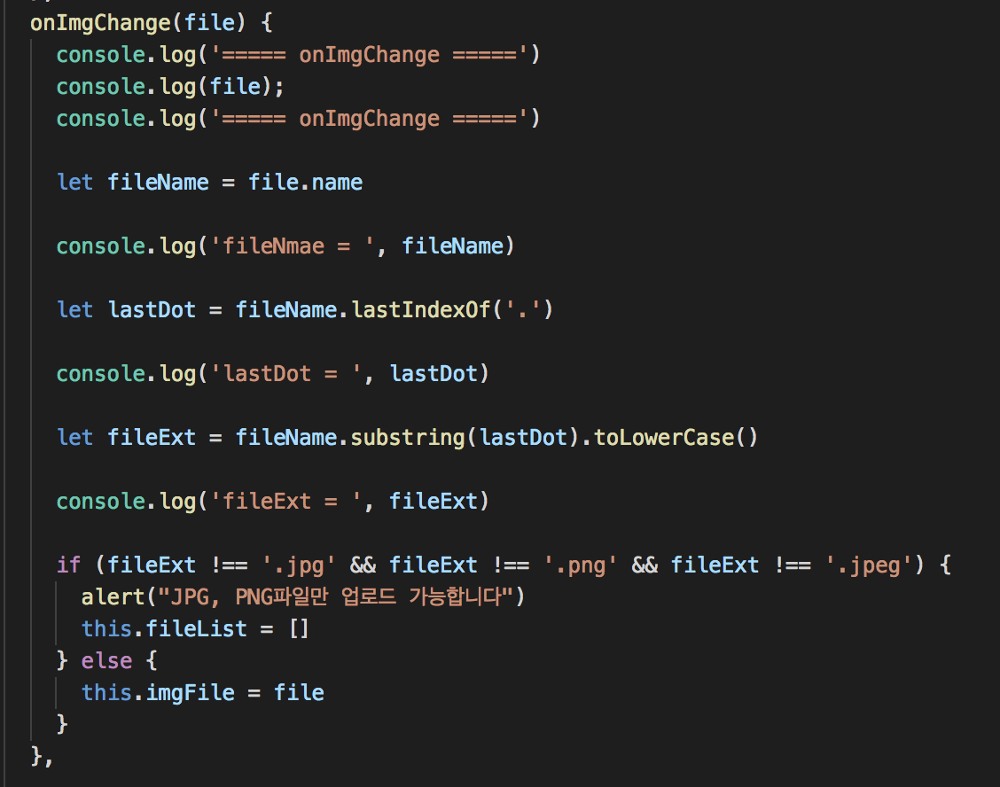 onImgChange(file) {
console.log('===== onImgChange =====')
console.log(file);
console.log('===== onImgChange =====')
let fileName = file.name
console.log('fileNmae = ', fileName)
let lastDot = fileName.lastIndexOf('.')
console.log('lastDot = ', lastDot)
let fileExt = fileName.substring(lastDot).toLowerCase()
console.log('fileExt = ', fileExt)
if (fileExt !== '.jpg' && fileExt !== '.png' && fileExt !== '.jpeg') {
alert("JPG, PNG파일만 업로드 가능합니다")
this.fileList = []
} else {
this.imgFile = file
}
},